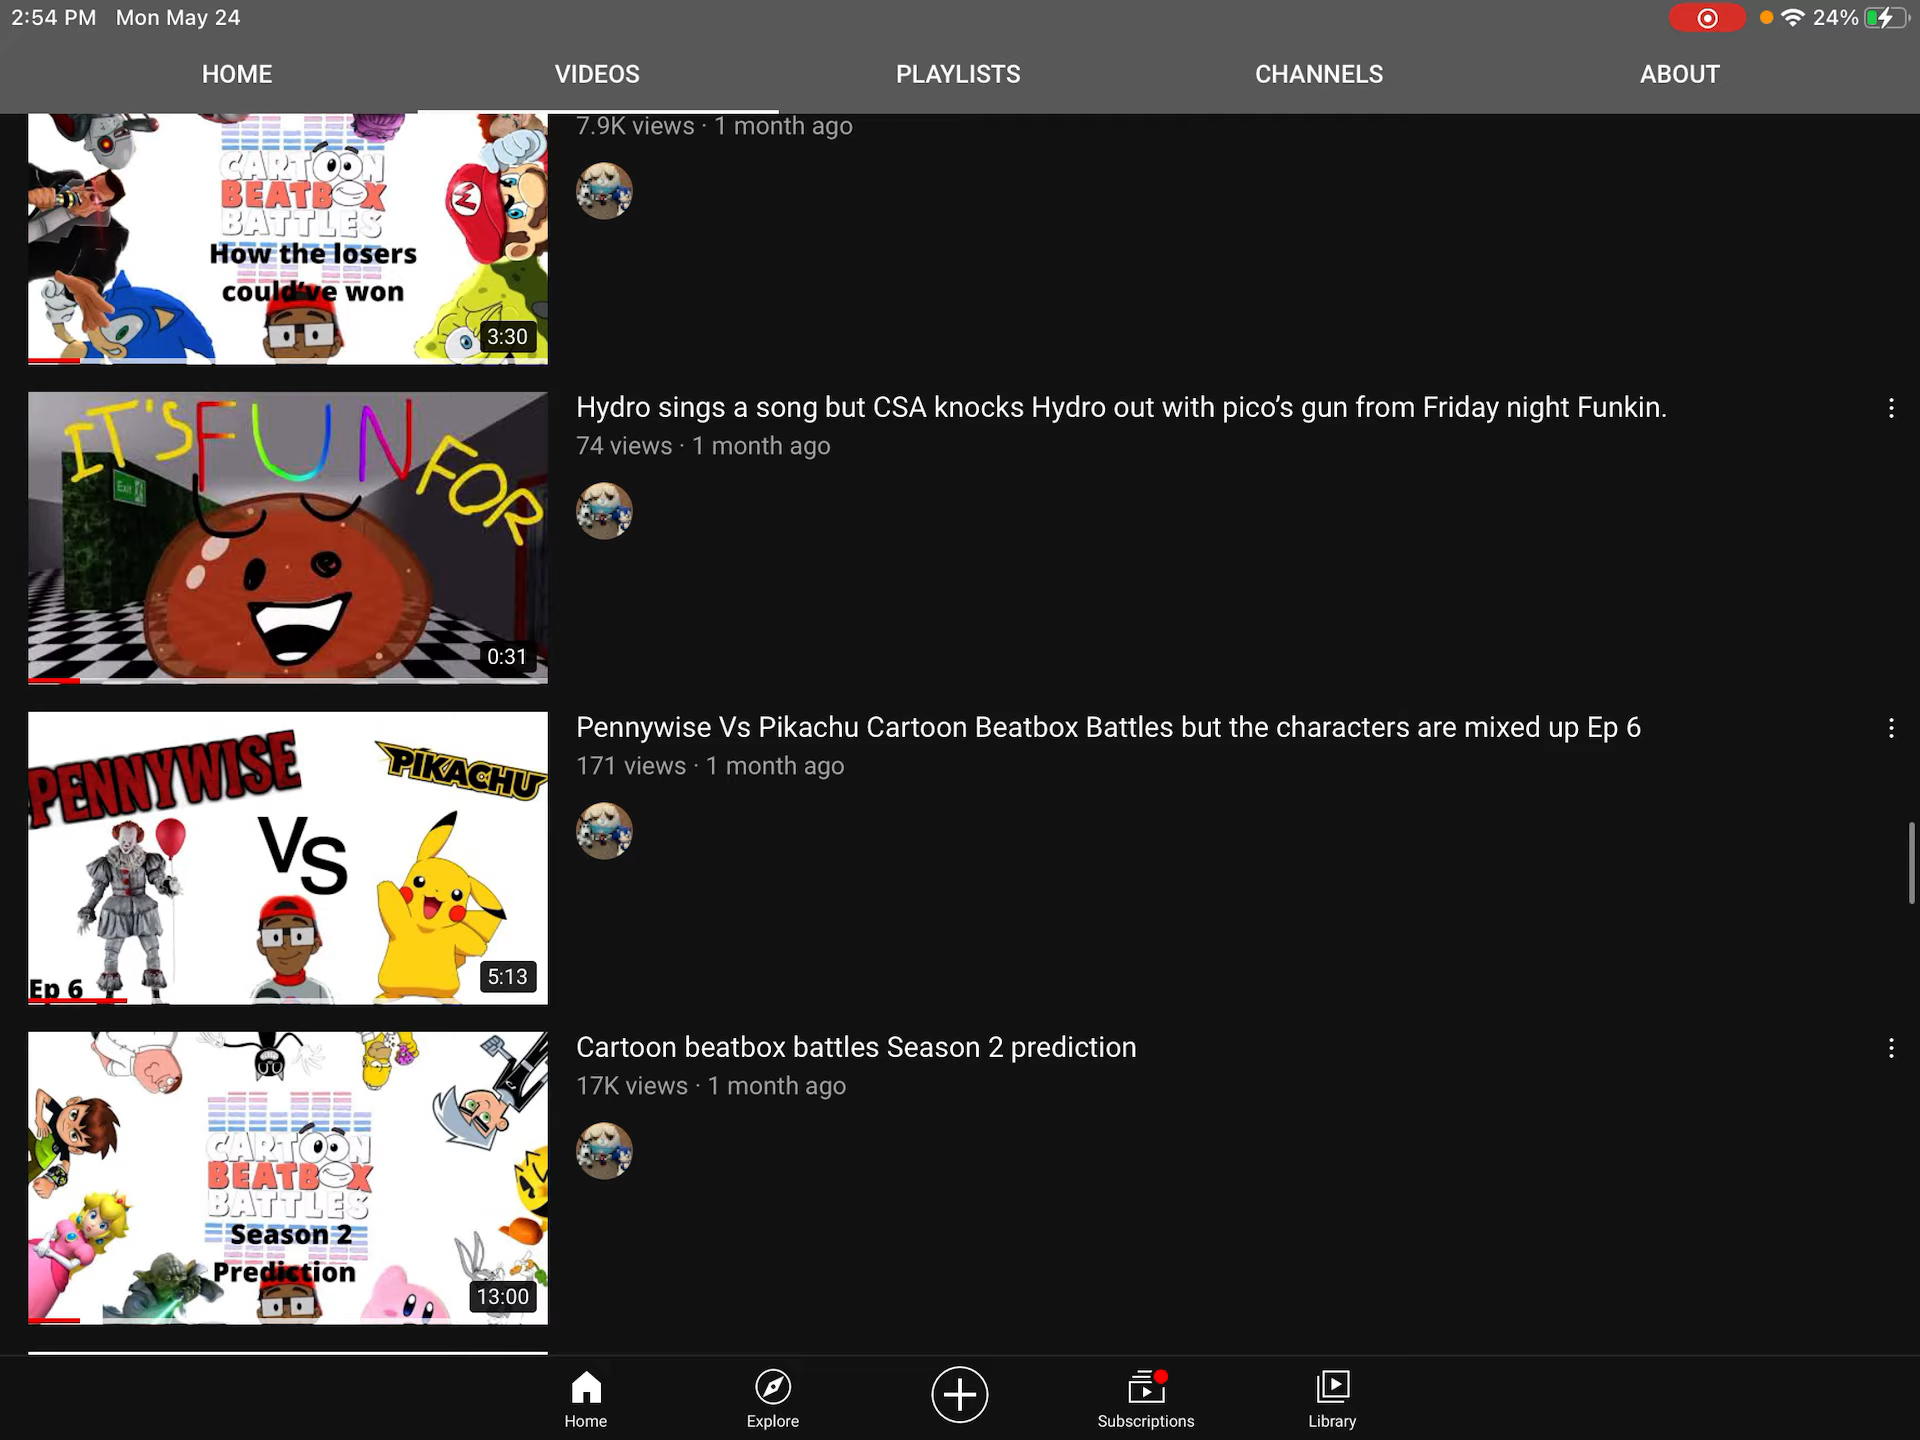 2:54 PM Mon May 24
24%
HOME VIDEOS PLAYLISTS CHANNELS ABOUT
7.9K views · 1 month ago
CARTOON
BEATBOX
BATTLES
How the losers
could've won
M
3:30
Hydro sings a song but CSA knocks Hydro out with pico’s gun from Friday night Funkin.
74 views · 1 month ago
IT'S FUN FOR
Exit
0:31
Pennywise Vs Pikachu Cartoon Beatbox Battles but the characters are mixed up Ep 6
171 views · 1 month ago
PENNYWISE
PIKACHU
VS
Ep 6
5:13
Cartoon beatbox battles Season 2 prediction
17K views · 1 month ago
CARTOON
BEATBOX
BATTLES
Season 2
Prediction
13:00
Home Explore Subscriptions Library